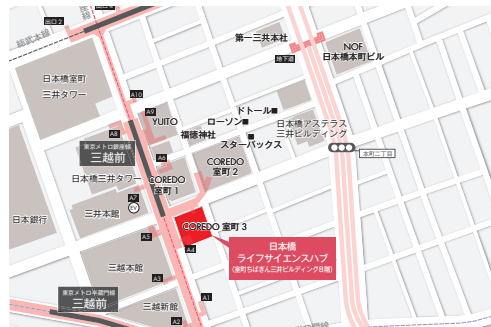 出口2
総武本線
第一三共本社
NOF
日本橋本町ビル
地下道
日本橋室町
三井タワー
A10
A9
YUITO
ドトール
ローソン
日本橋アステラス
三井ビルディング
A8
福徳神社
スターバックス
東京メトロ銀座線
三越前
A6
本町二丁目
COREDO
室町 2
日本橋三井タワー
COREDO
室町 1
A7
EV
日本銀行
三井本館
COREDO 室町 3
A5
A4
日本橋
ライフサイエンスハブ
(室町ちばぎん三井ビルディング8階)
三越本館
A3
東京メトロ半蔵門線
三越前
A1
三越新館
A2